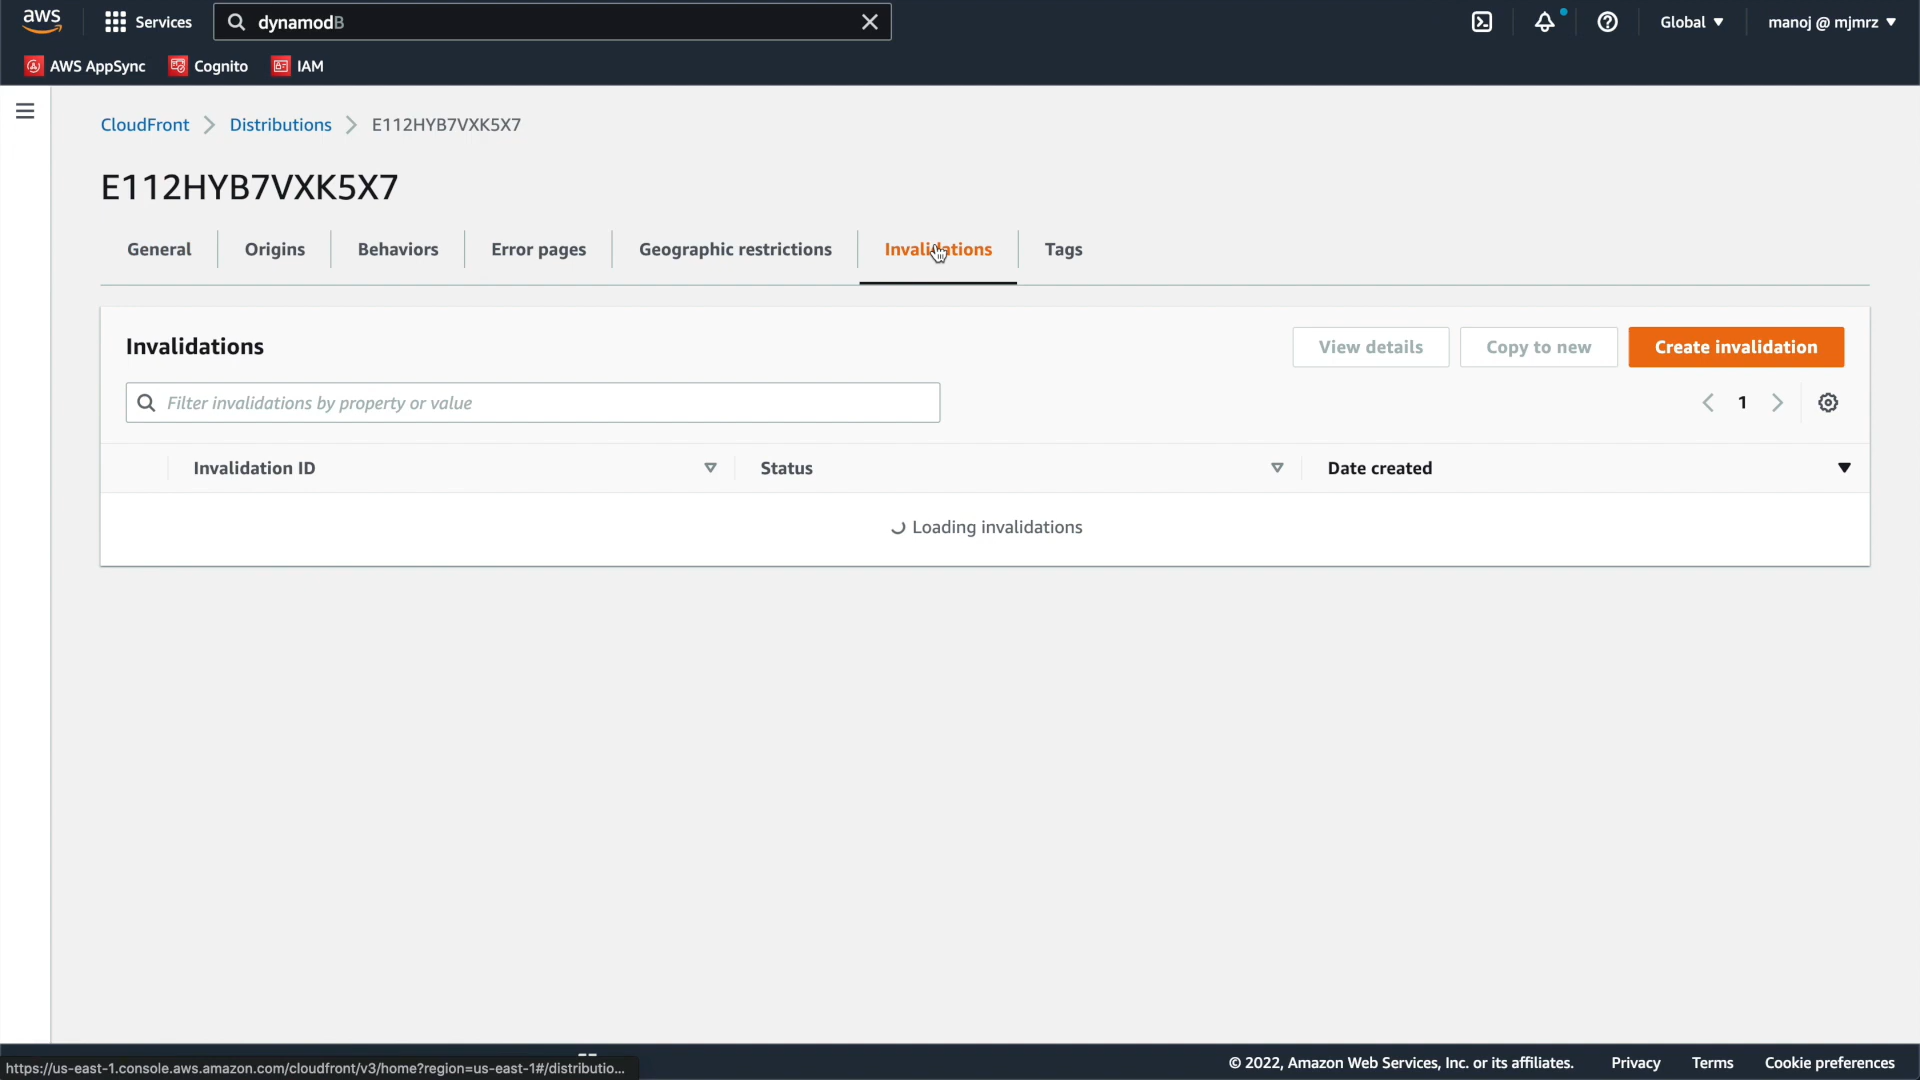 aws Services dynamodB Global manoj @ mjmrz
AWS AppSync Cognito IAM
CloudFront Distributions E112HYB7VXK5X7
E112HYB7VXK5X7
General Origins Behaviors Error pages Geographic restrictions Invalidations Tags
Invalidations View details Copy to new Create invalidation
Filter invalidations by property or value 1
Invalidation ID Status Date created
Loading invalidations
https://us-east-1.console.aws.amazon.com/cloudfront/v3/home?region=us-east-1#/distributio... © 2022, Amazon Web Services, Inc. or its affiliates. Privacy Terms Cookie preferences